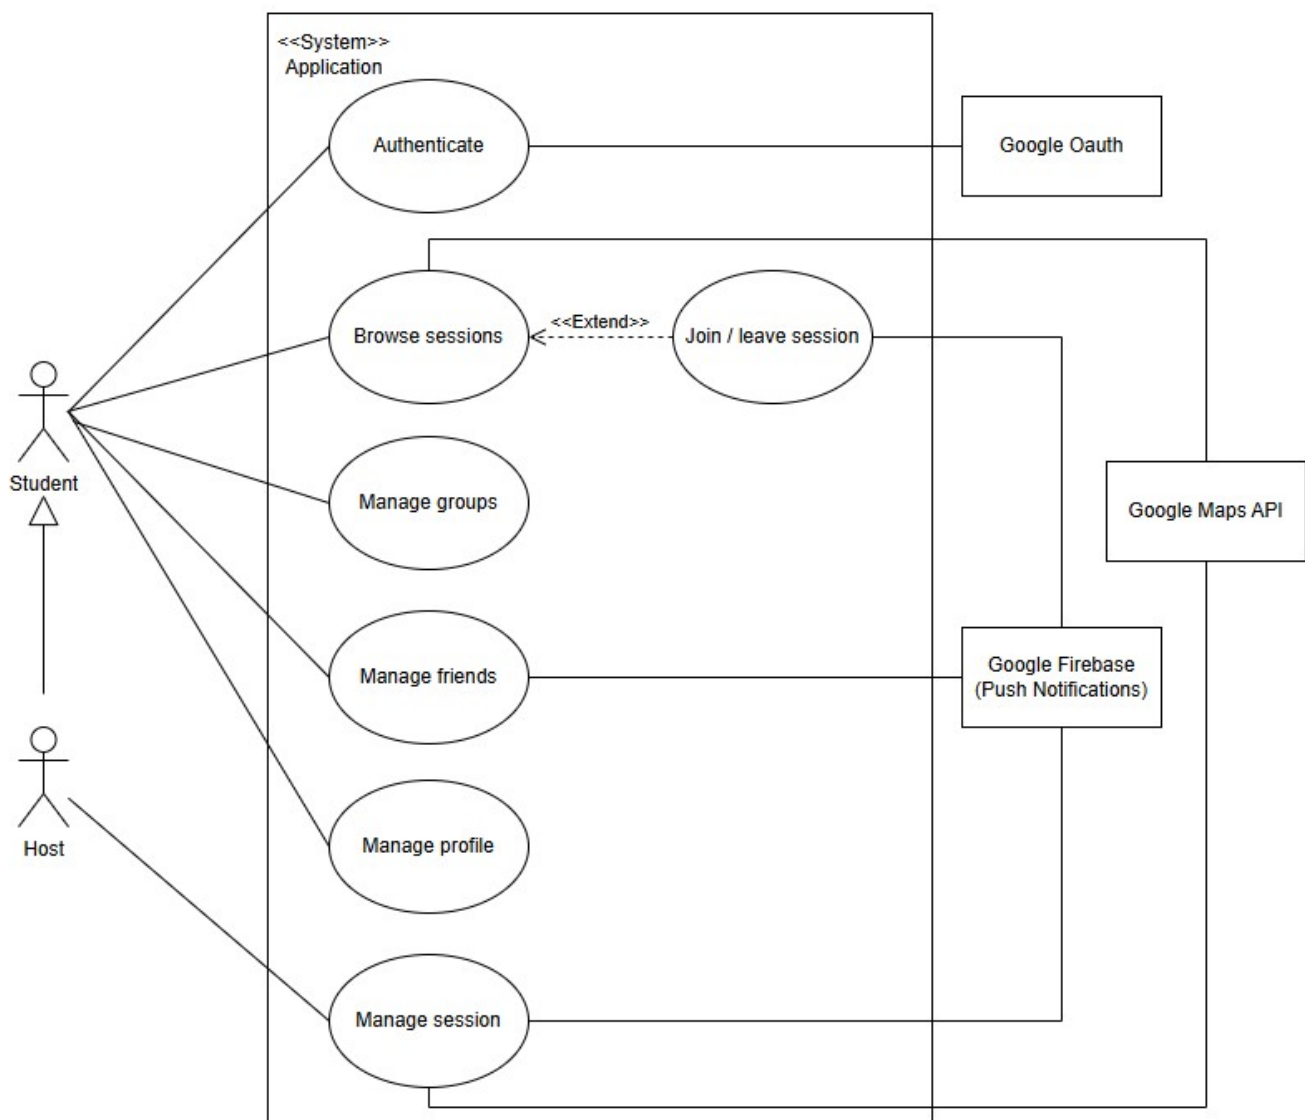 <<System>>
Application
Authenticate
Google Oauth
Browse sessions
<<Extend>>
Join / leave session
Student
Manage groups
Google Maps API
Manage friends
Google Firebase
(Push Notifications)
Host
Manage profile
Manage session